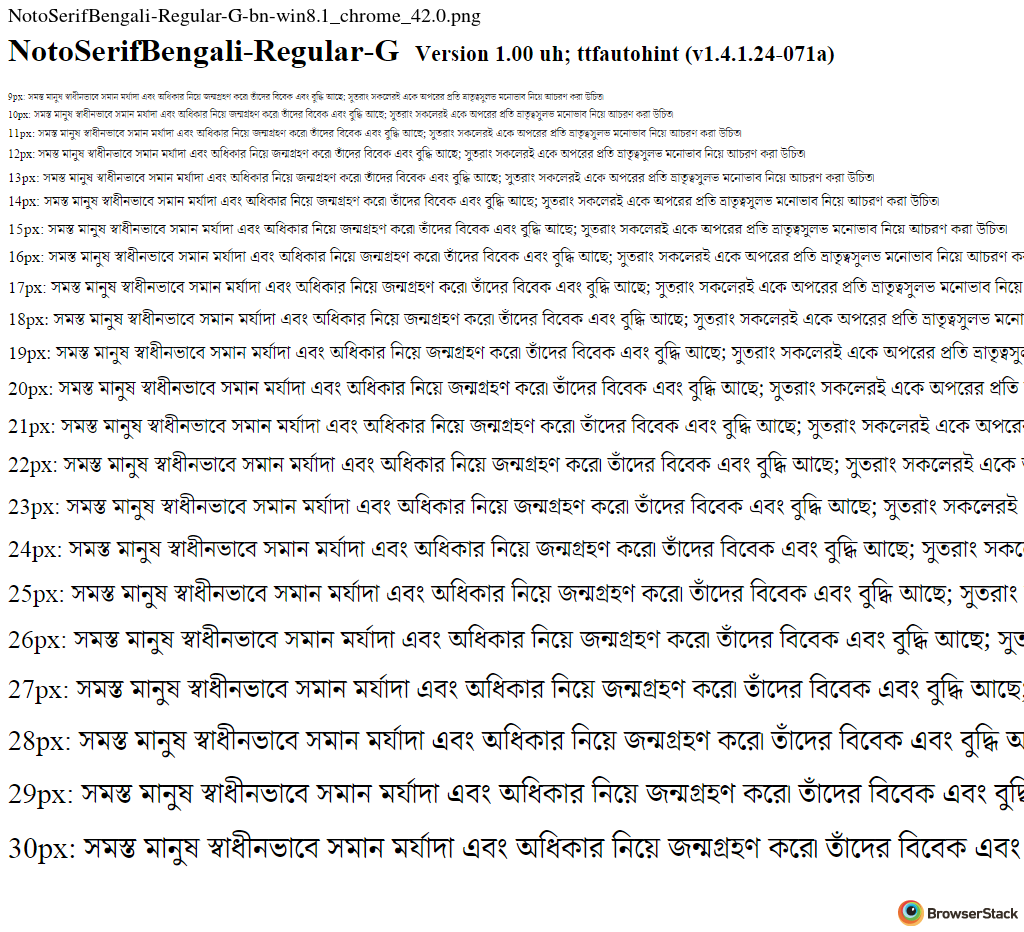 NotoSerifBengali-Regular-G-bn-win8.1_chrome_42.0.png
NotoSerifBengali-Regular-G Version 1.00 uh; ttfautohint (v1.4.1.24-071a)
9px: সমস্ত মানুষ স্বাধীনভাবে সমান মর্যাদা এবং অধিকার নিয়ে জন্মগ্রহণ করে। তাঁদের বিবেক এবং বুদ্ধি আছে; সুতরাং সকলেরই একে অপরের প্রতি ভ্রাতৃত্বসুলভ মনোভাব নিয়ে আচরণ করা উচিত।
10px: সমস্ত মানুষ স্বাধীনভাবে সমান মর্যাদা এবং অধিকার নিয়ে জন্মগ্রহণ করে। তাঁদের বিবেক এবং বুদ্ধি আছে; সুতরাং সকলেরই একে অপরের প্রতি ভ্রাতৃত্বসুলভ মনোভাব নিয়ে আচরণ করা উচিত।
11px: সমস্ত মানুষ স্বাধীনভাবে সমান মর্যাদা এবং অধিকার নিয়ে জন্মগ্রহণ করে। তাঁদের বিবেক এবং বুদ্ধি আছে; সুতরাং সকলেরই একে অপরের প্রতি ভ্রাতৃত্বসুলভ মনোভাব নিয়ে আচরণ করা উচিত।
12px: সমস্ত মানুষ স্বাধীনভাবে সমান মর্যাদা এবং অধিকার নিয়ে জন্মগ্রহণ করে। তাঁদের বিবেক এবং বুদ্ধি আছে; সুতরাং সকলেরই একে অপরের প্রতি ভ্রাতৃত্বসুলভ মনোভাব নিয়ে আচরণ করা উচিত।
13px: সমস্ত মানুষ স্বাধীনভাবে সমান মর্যাদা এবং অধিকার নিয়ে জন্মগ্রহণ করে। তাঁদের বিবেক এবং বুদ্ধি আছে; সুতরাং সকলেরই একে অপরের প্রতি ভ্রাতৃত্বসুলভ মনোভাব নিয়ে আচরণ করা উচিত।
14px: সমস্ত মানুষ স্বাধীনভাবে সমান মর্যাদা এবং অধিকার নিয়ে জন্মগ্রহণ করে। তাঁদের বিবেক এবং বুদ্ধি আছে; সুতরাং সকলেরই একে অপরের প্রতি ভ্রাতৃত্বসুলভ মনোভাব নিয়ে আচরণ করা উচিত।
15px: সমস্ত মানুষ স্বাধীনভাবে সমান মর্যাদা এবং অধিকার নিয়ে জন্মগ্রহণ করে। তাঁদের বিবেক এবং বুদ্ধি আছে; সুতরাং সকলেরই একে অপরের প্রতি ভ্রাতৃত্বসুলভ মনোভাব নিয়ে আচরণ করা উচিত।
16px: সমস্ত মানুষ স্বাধীনভাবে সমান মর্যাদা এবং অধিকার নিয়ে জন্মগ্রহণ করে। তাঁদের বিবেক এবং বুদ্ধি আছে; সুতরাং সকলেরই একে অপরের প্রতি ভ্রাতৃত্বসুলভ মনোভাব নিয়ে আচরণ
17px: সমস্ত মানুষ স্বাধীনভাবে সমান মর্যাদা এবং অধিকার নিয়ে জন্মগ্রহণ করে। তাঁদের বিবেক এবং বুদ্ধি আছে; সুতরাং সকলেরই একে অপরের প্রতি ভ্রাতৃত্বসুলভ মনোভাব নিয়ে
18px: সমস্ত মানুষ স্বাধীনভাবে সমান মর্যাদা এবং অধিকার নিয়ে জন্মগ্রহণ করে। তাঁদের বিবেক এবং বুদ্ধি আছে; সুতরাং সকলেরই একে অপরের প্রতি ভ্রাতৃত্বসুলভ
19px: সমস্ত মানুষ স্বাধীনভাবে সমান মর্যাদা এবং অধিকার নিয়ে জন্মগ্রহণ করে। তাঁদের বিবেক এবং বুদ্ধি আছে; সুতরাং সকলেরই একে অপরের প্রতি
20px: সমস্ত মানুষ স্বাধীনভাবে সমান মর্যাদা এবং অধিকার নিয়ে জন্মগ্রহণ করে। তাঁদের বিবেক এবং বুদ্ধি আছে; সুতরাং সকলেরই একে অপরের প্রতি
21px: সমস্ত মানুষ স্বাধীনভাবে সমান মর্যাদা এবং অধিকার নিয়ে জন্মগ্রহণ করে। তাঁদের বিবেক এবং বুদ্ধি আছে; সুতরাং সকলেরই একে
22px: সমস্ত মানুষ স্বাধীনভাবে সমান মর্যাদা এবং অধিকার নিয়ে জন্মগ্রহণ করে। তাঁদের বিবেক এবং বুদ্ধি আছে; সুতরাং সকলেরই একে
23px: সমস্ত মানুষ স্বাধীনভাবে সমান মর্যাদা এবং অধিকার নিয়ে জন্মগ্রহণ করে। তাঁদের বিবেক এবং বুদ্ধি আছে; সুতরাং সকলেরই
24px: সমস্ত মানুষ স্বাধীনভাবে সমান মর্যাদা এবং অধিকার নিয়ে জন্মগ্রহণ করে। তাঁদের বিবেক এবং বুদ্ধি আছে; সুতরাং
25px: সমস্ত মানুষ স্বাধীনভাবে সমান মর্যাদা এবং অধিকার নিয়ে জন্মগ্রহণ করে। তাঁদের বিবেক এবং বুদ্ধি আছে; সুতরাং
26px: সমস্ত মানুষ স্বাধীনভাবে সমান মর্যাদা এবং অধিকার নিয়ে জন্মগ্রহণ করে। তাঁদের বিবেক এবং বুদ্ধি আছে;
27px: সমস্ত মানুষ স্বাধীনভাবে সমান মর্যাদা এবং অধিকার নিয়ে জন্মগ্রহণ করে। তাঁদের বিবেক এবং বুদ্ধি আছে;
28px: সমস্ত মানুষ স্বাধীনভাবে সমান মর্যাদা এবং অধিকার নিয়ে জন্মগ্রহণ করে। তাঁদের বিবেক এবং বুদ্ধি
29px: সমস্ত মানুষ স্বাধীনভাবে সমান মর্যাদা এবং অধিকার নিয়ে জন্মগ্রহণ করে। তাঁদের বিবেক এবং
30px: সমস্ত মানুষ স্বাধীনভাবে সমান মর্যাদা এবং অধিকার নিয়ে জন্মগ্রহণ করে। তাঁদের বিবেক এবং
BrowserStack